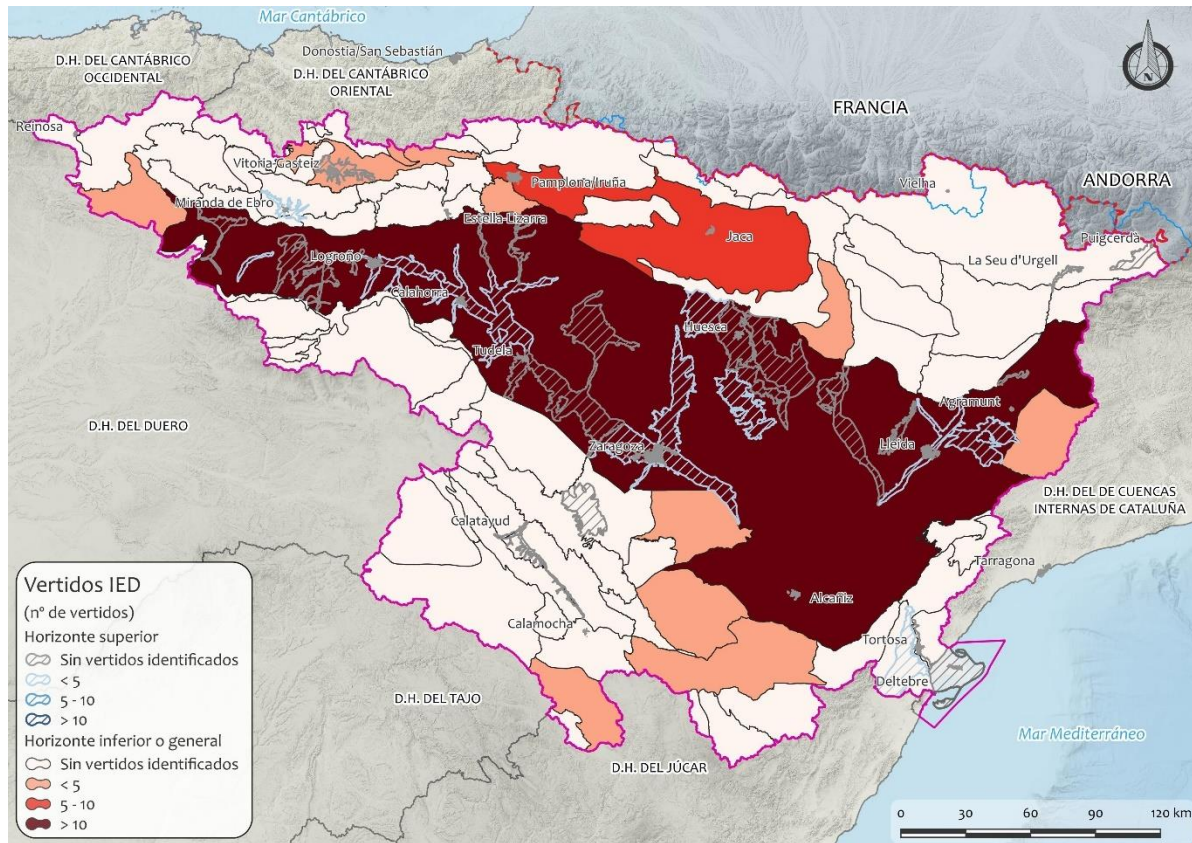 Mar Cantábrico
Donostia/San Sebastián
D.H. DEL CANTÁBRICO
OCCIDENTAL
D.H. DEL CANTÁBRICO
ORIENTAL
FRANCIA
N
Reinosa
Vitoria-Gasteiz
Pamplona/Iruña
Vielha
ANDORRA
Miranda de Ebro
Estella-Lizarra
Puigcerdà
Jaca
La Seu d'Urgell
Logroño
Calahorra
Huesca
Tudela
Agramunt
D.H. DEL DUERO
Zaragoza
Lleida
D.H. DEL DE CUENCAS
INTERNAS DE CATALUÑA
Calatayud
Tarragona
Alcañiz
Calamocha
Tortosa
Deltebre
D.H. DEL TAJO
Mar Mediterráneo
D.H. DEL JÚCAR
Vertidos IED
(nº de vertidos)
Horizonte superior
Sin vertidos identificados
< 5
5 - 10
> 10
Horizonte inferior o general
Sin vertidos identificados
< 5
5 - 10
> 10
0 30 60 90 120 km